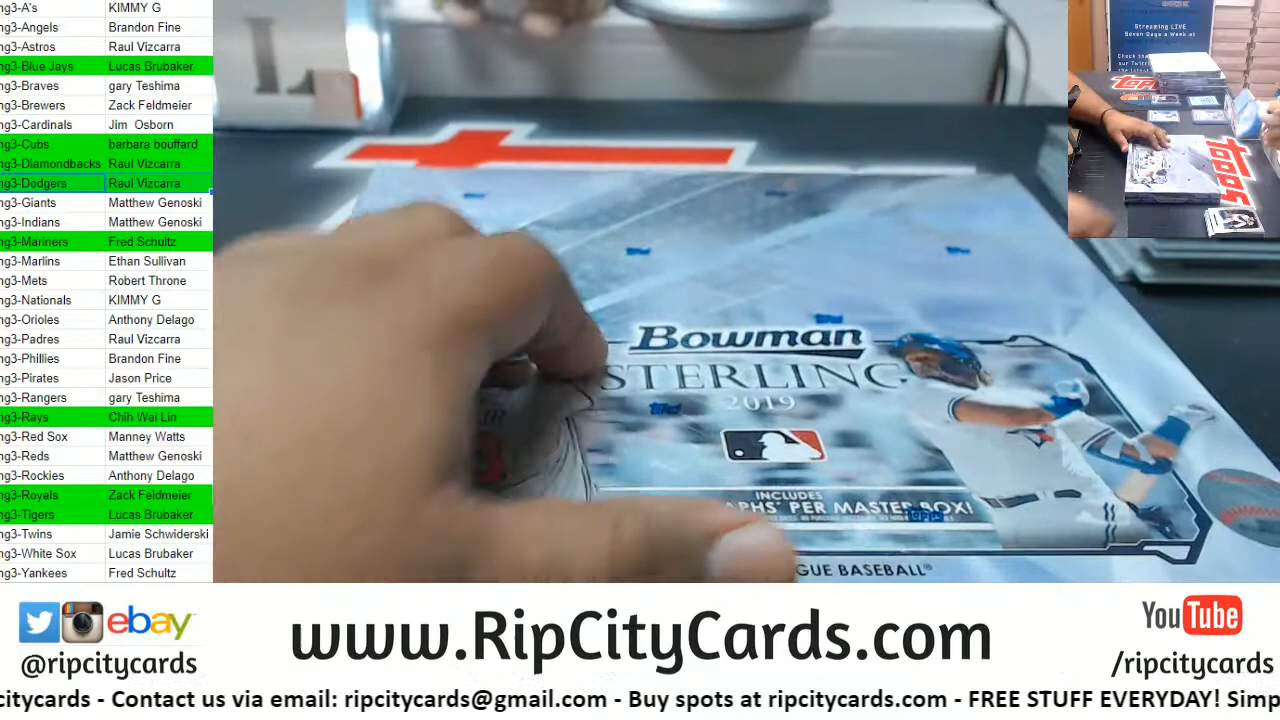 ng3-A's KIMMY G
ng3-Angels Brandon Fine
ng3-Astros Raul Vizcarra
ng3-Blue Jays Lucas Brubaker
ng3-Braves gary Teshima
ng3-Brewers Zack Feldmeier
ng3-Cardinals Jim Osborn
ng3-Cubs barbara bouffard
ng3-Diamondbacks Raul Vizcarra
ng3-Dodgers Raul Vizcarra
ng3-Giants Matthew Genoski
ng3-Indians Matthew Genoski
ng3-Mariners Fred Schultz
ng3-Marlins Ethan Sullivan
ng3-Mets Robert Throne
ng3-Nationals KIMMY G
ng3-Orioles Anthony Delago
ng3-Padres Raul Vizcarra
ng3-Phillies Brandon Fine
ng3-Pirates Jason Price
ng3-Rangers gary Teshima
ng3-Rays Chih Wei Lin
ng3-Red Sox Manney Watts
ng3-Reds Matthew Genoski
ng3-Rockies Anthony Delago
ng3-Royals Zack Feldmeier
ng3-Tigers Lucas Brubaker
ng3-Twins Jamie Schwiderski
ng3-White Sox Lucas Brubaker
ng3-Yankees Fred Schultz
Streaming LIVE
Seven Days a Week at
TOPPS
Bowman
STERLING
2019
INCLUDES
APHS* PER MASTER BOX!
GUE BASEBALL®
ebay
@ripcitycards
www.RipCityCards.com
YouTube
/ripcitycards
citycards - Contact us via email: ripcitycards@gmail.com - Buy spots at ripcitycards.com - FREE STUFF EVERYDAY! Simp